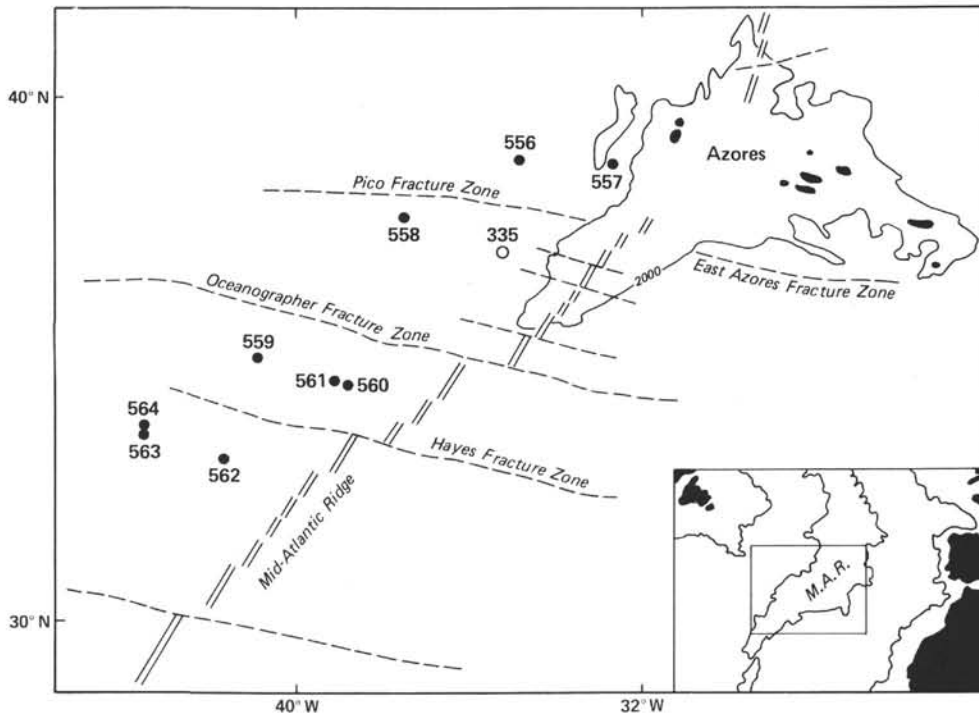 40° N
556
Azores
557
Pico Fracture Zone
558
335
2000
East Azores Fracture Zone
Oceanographer Fracture Zone
559
561
560
564
563
562
Hayes Fracture Zone
Mid-Atlantic Ridge
M.A.R.
30° N
40° W
32° W